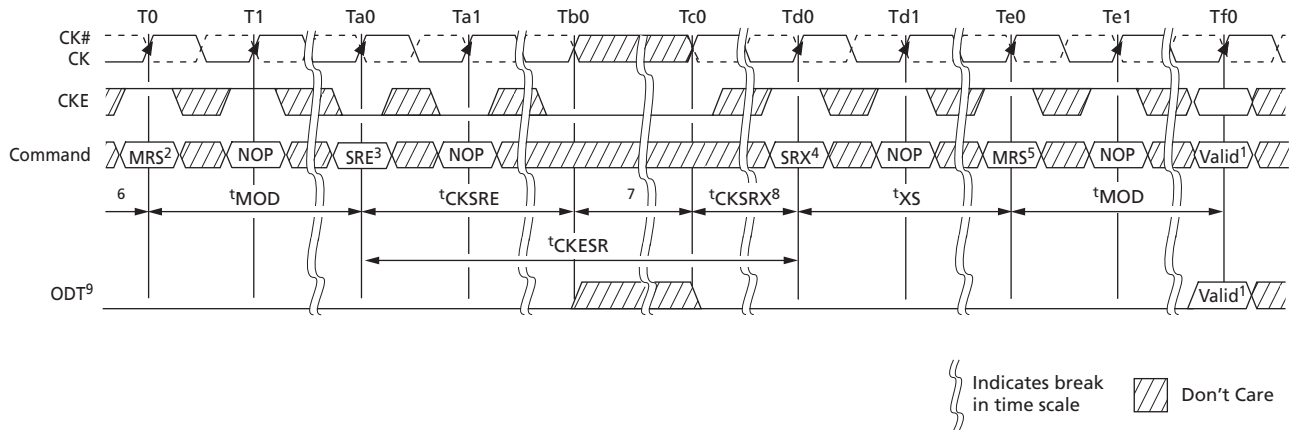 T0 T1 Ta0 Ta1 Tb0 Tc0 Td0 Td1 Te0 Te1 Tf0
CK#
CK
CKE
Command MRS² NOP SRE³ NOP SRX⁴ NOP MRS⁵ NOP Valid¹
6 ᵗMOD ᵗCKSRE 7 ᵗCKSRX⁸ ᵗXS ᵗMOD
ᵗCKESR
ODT⁹ Valid¹
Indicates break
in time scale
Don't Care